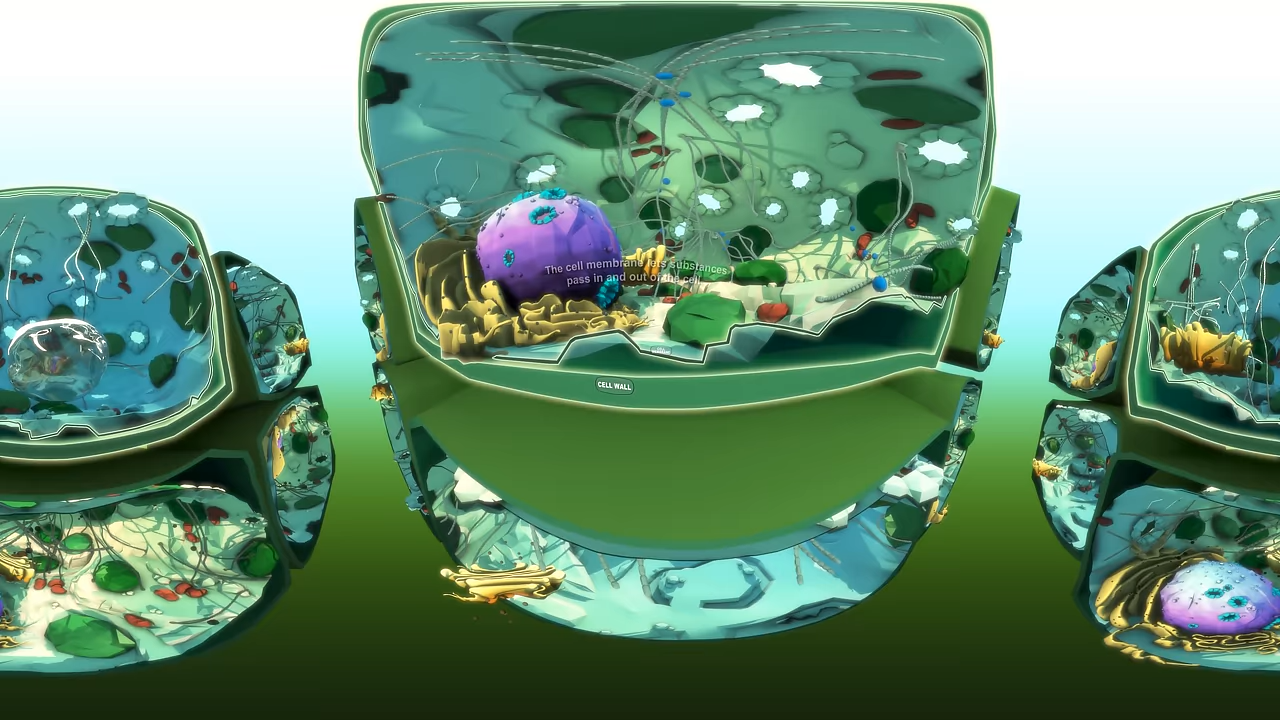 The cell membrane lets substances
pass in and out of the cell.
CELL WALL